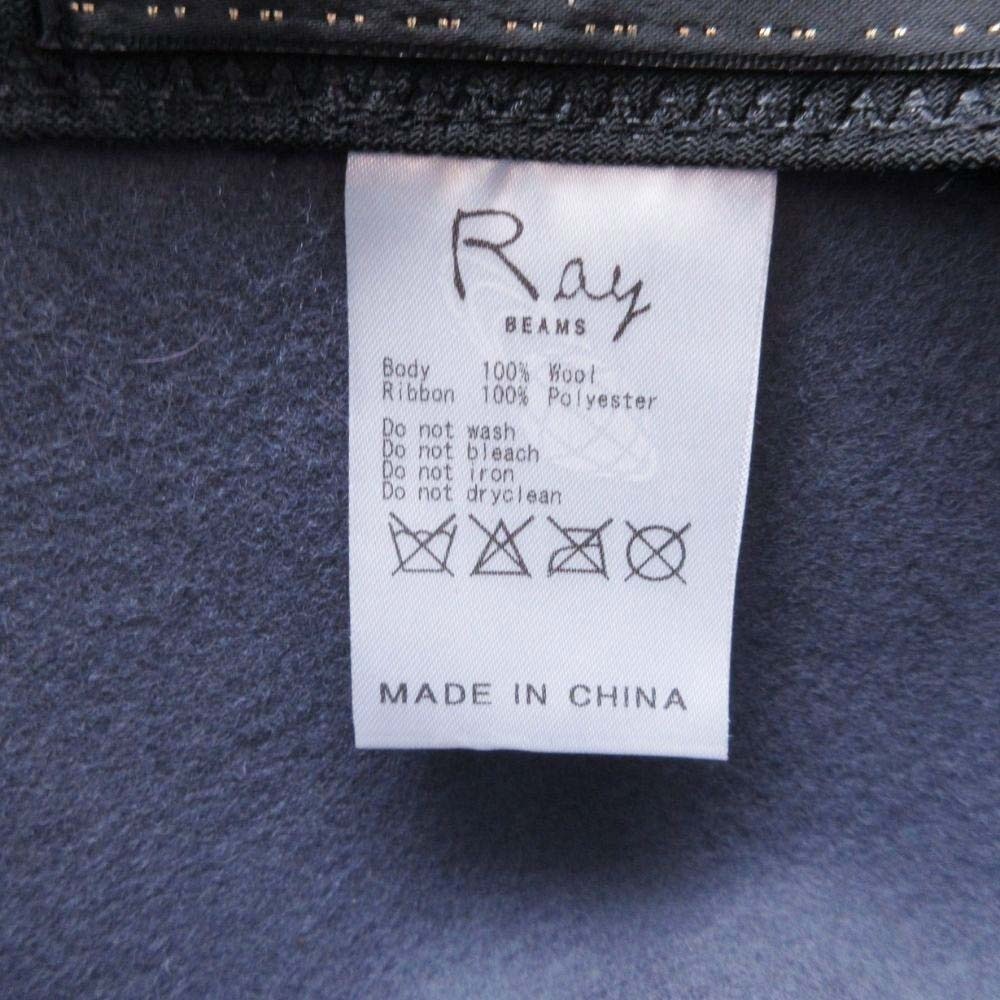 Ray
BEAMS
Body 100% Wool
Ribbon 100% Polyester
Do not wash
Do not bleach
Do not iron
Do not dryclean
MADE IN CHINA